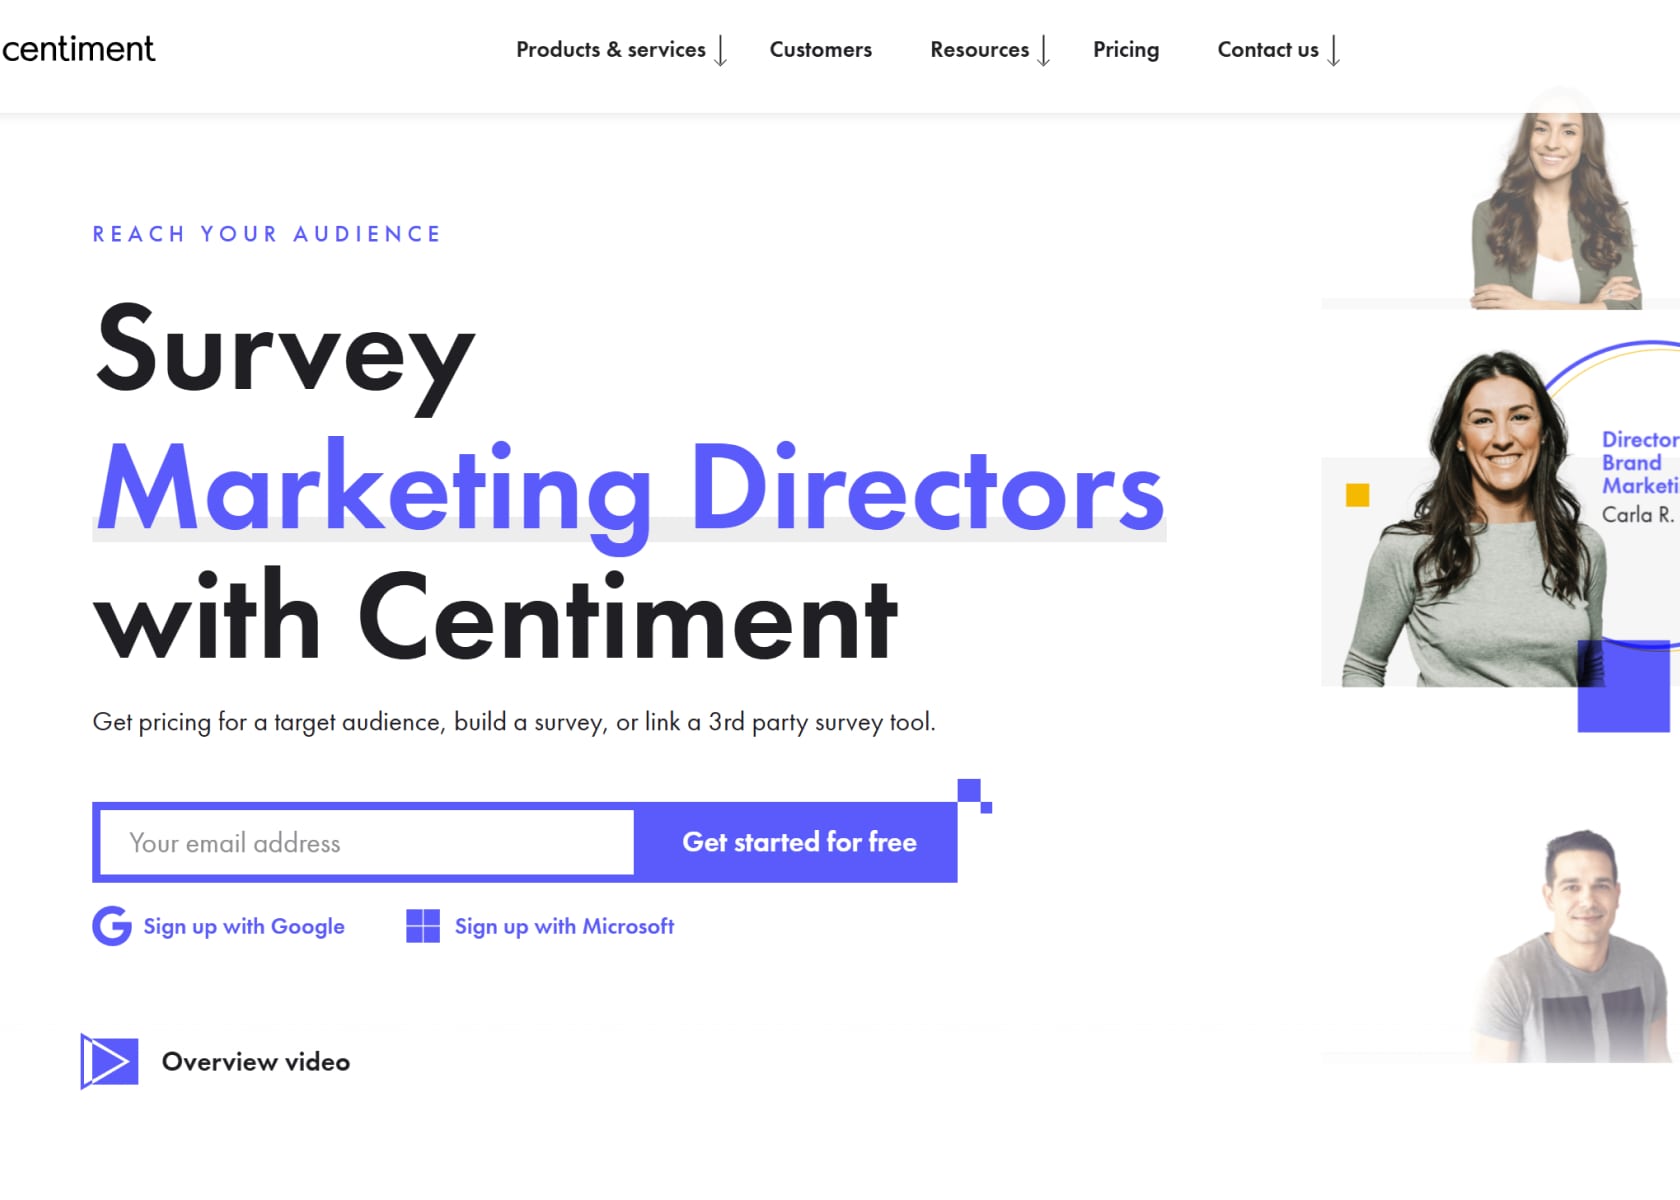 centiment
Products & services
Customers
Resources
Pricing
Contact us
REACH YOUR AUDIENCE
Survey
Marketing Directors
with Centiment
Get pricing for a target audience, build a survey, or link a 3rd party survey tool.
Your email address
Get started for free
Sign up with Google
Sign up with Microsoft
Overview video
Director
Brand
Marketi
Carla R.